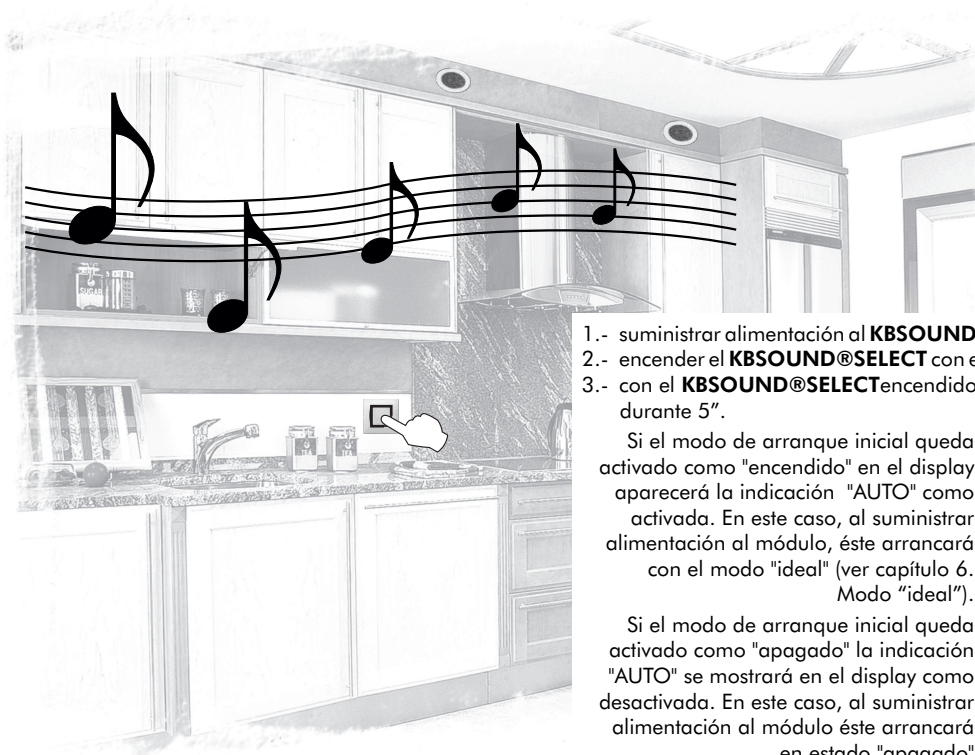 SUGAR
1.- suministrar alimentación al KBSOUND
2.- encender el KBSOUND®SELECT con
3.- con el KBSOUND®SELECTencendido
durante 5”.
Si el modo de arranque inicial queda
activado como "encendido" en el display
aparecerá la indicación "AUTO" como
activada. En este caso, al suministrar
alimentación al módulo, éste arrancará
con el modo "ideal" (ver capítulo 6.
Modo “ideal”).
Si el modo de arranque inicial queda
activado como "apagado" la indicación
"AUTO" se mostrará en el display como
desactivada. En este caso, al suministrar
alimentación al módulo éste arrancará
en estado "apagado"